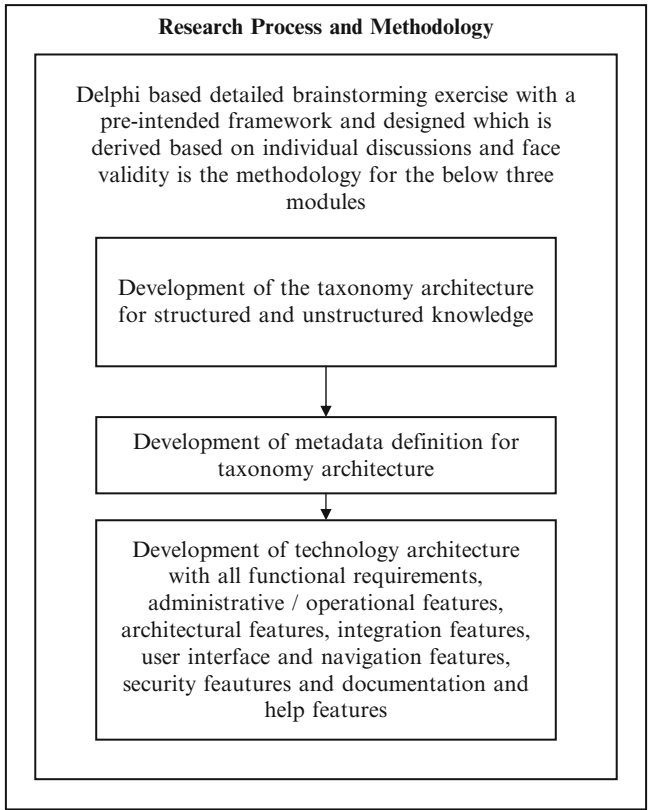 Research Process and Methodology
Delphi based detailed brainstorming exercise with a
pre-intended framework and designed which is
derived based on individual discussions and face
validity is the methodology for the below three
modules
Development of the taxonomy architecture
for structured and unstructured knowledge
Development of metadata definition for
taxonomy architecture
Development of technology architecture
with all functional requirements,
administrative / operational features,
architectural features, integration features,
user interface and navigation features,
security feautures and documentation and
help features